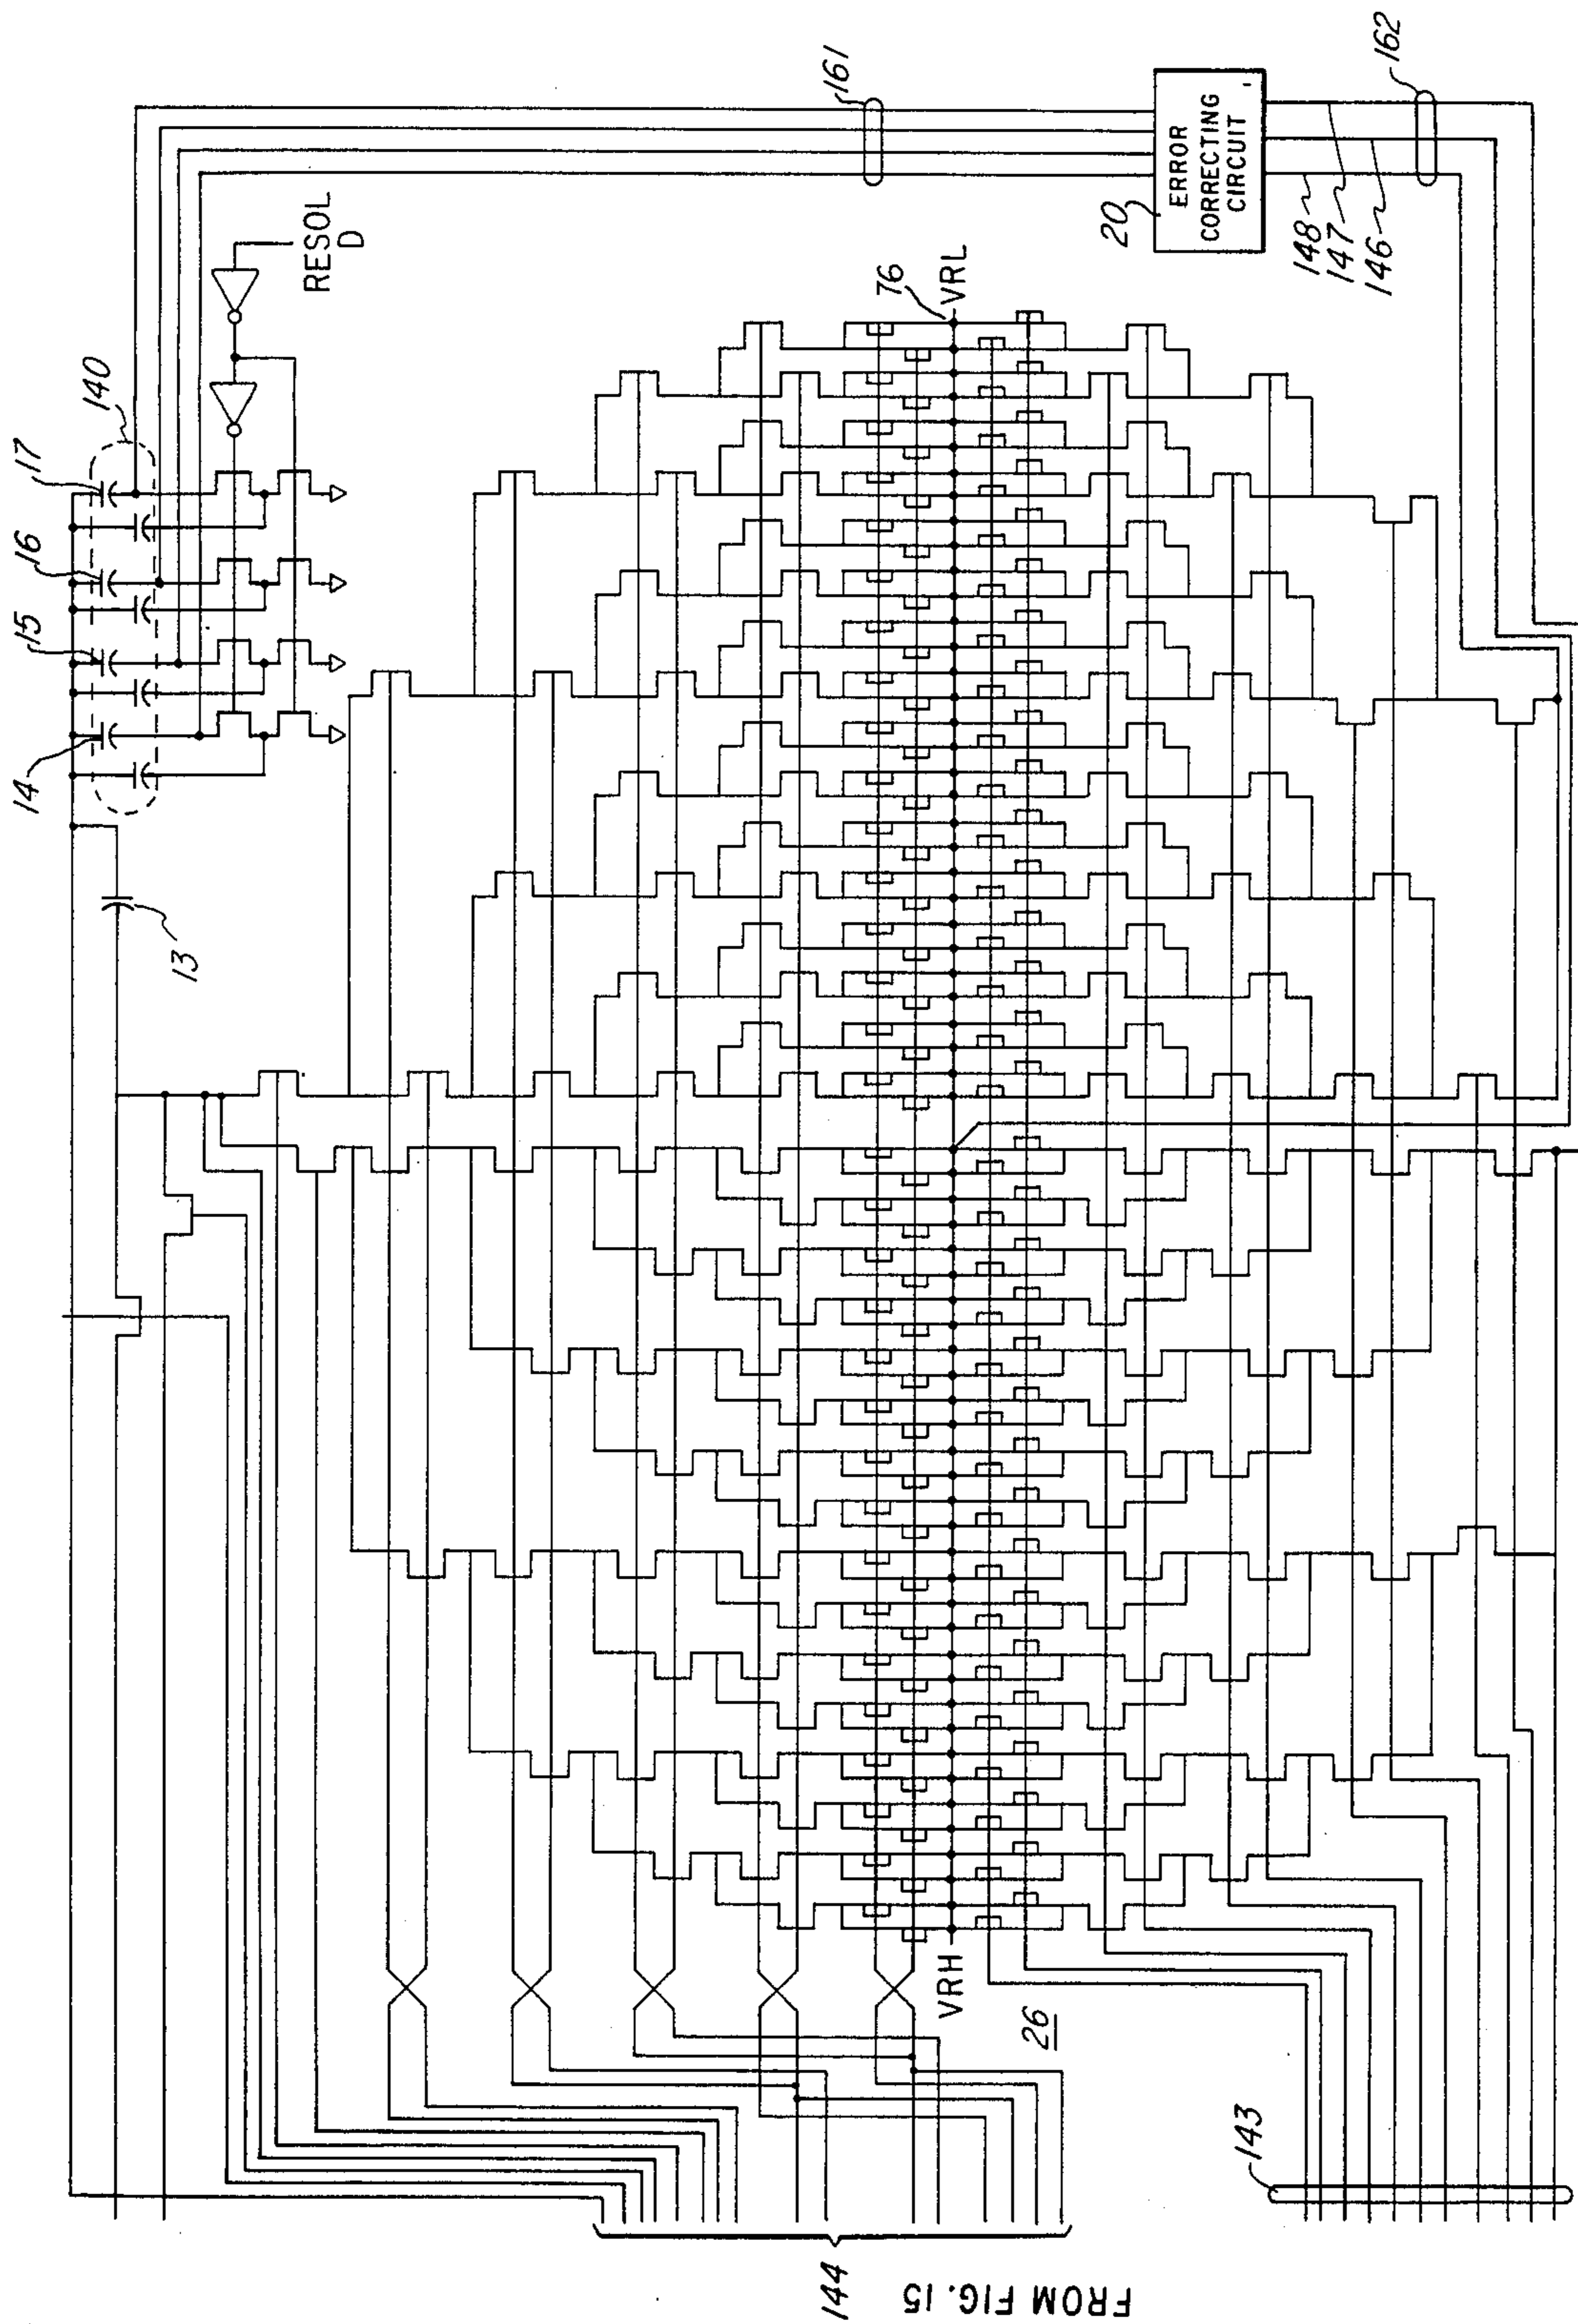 14
15
16
17
140
13
RESOL
D
161
20
ERROR
CORRECTING
CIRCUIT
148
147
146
162
76
VRL
VRH
26
144
143
FROM FIG. 15